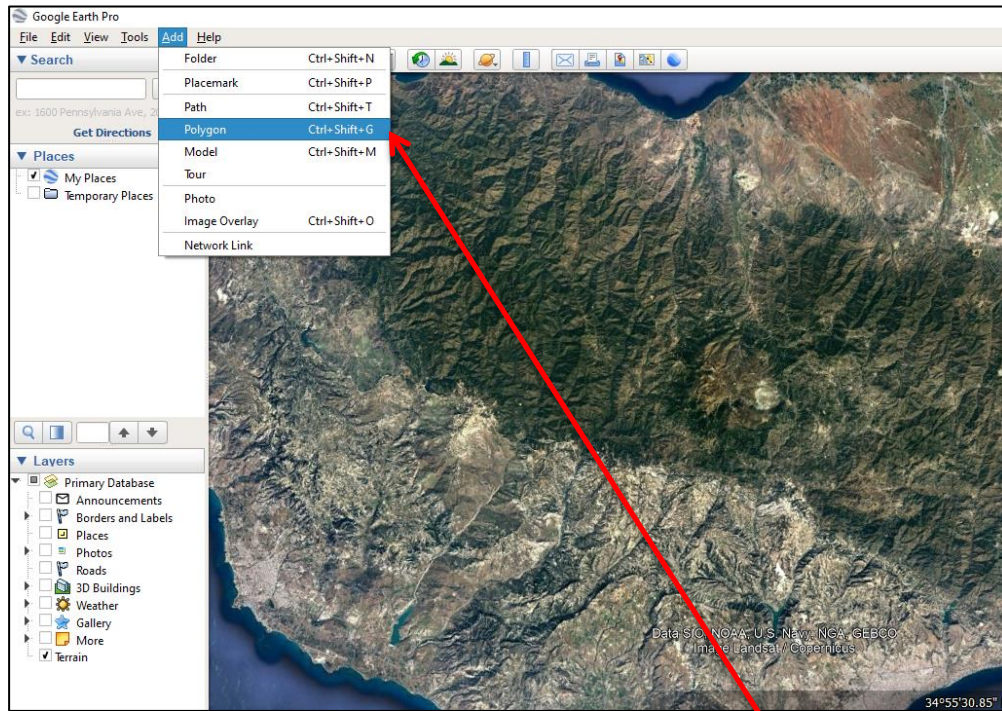 Google Earth Pro
File Edit View Tools Add Help
Search
ex: 1600 Pennsylvania Ave, 20
Get Directions
Places
My Places
Temporary Places
Folder Ctrl+Shift+N
Placemark Ctrl+Shift+P
Path Ctrl+Shift+T
Polygon Ctrl+Shift+G
Model Ctrl+Shift+M
Tour
Photo
Image Overlay Ctrl+Shift+O
Network Link
Layers
Primary Database
Announcements
Borders and Labels
Places
Photos
Roads
3D Buildings
Weather
Gallery
More
Terrain
Data SIO, NOAA, U.S. Navy, NGA, GEBCO
Image Landsat / Copernicus
34°55'30.85"